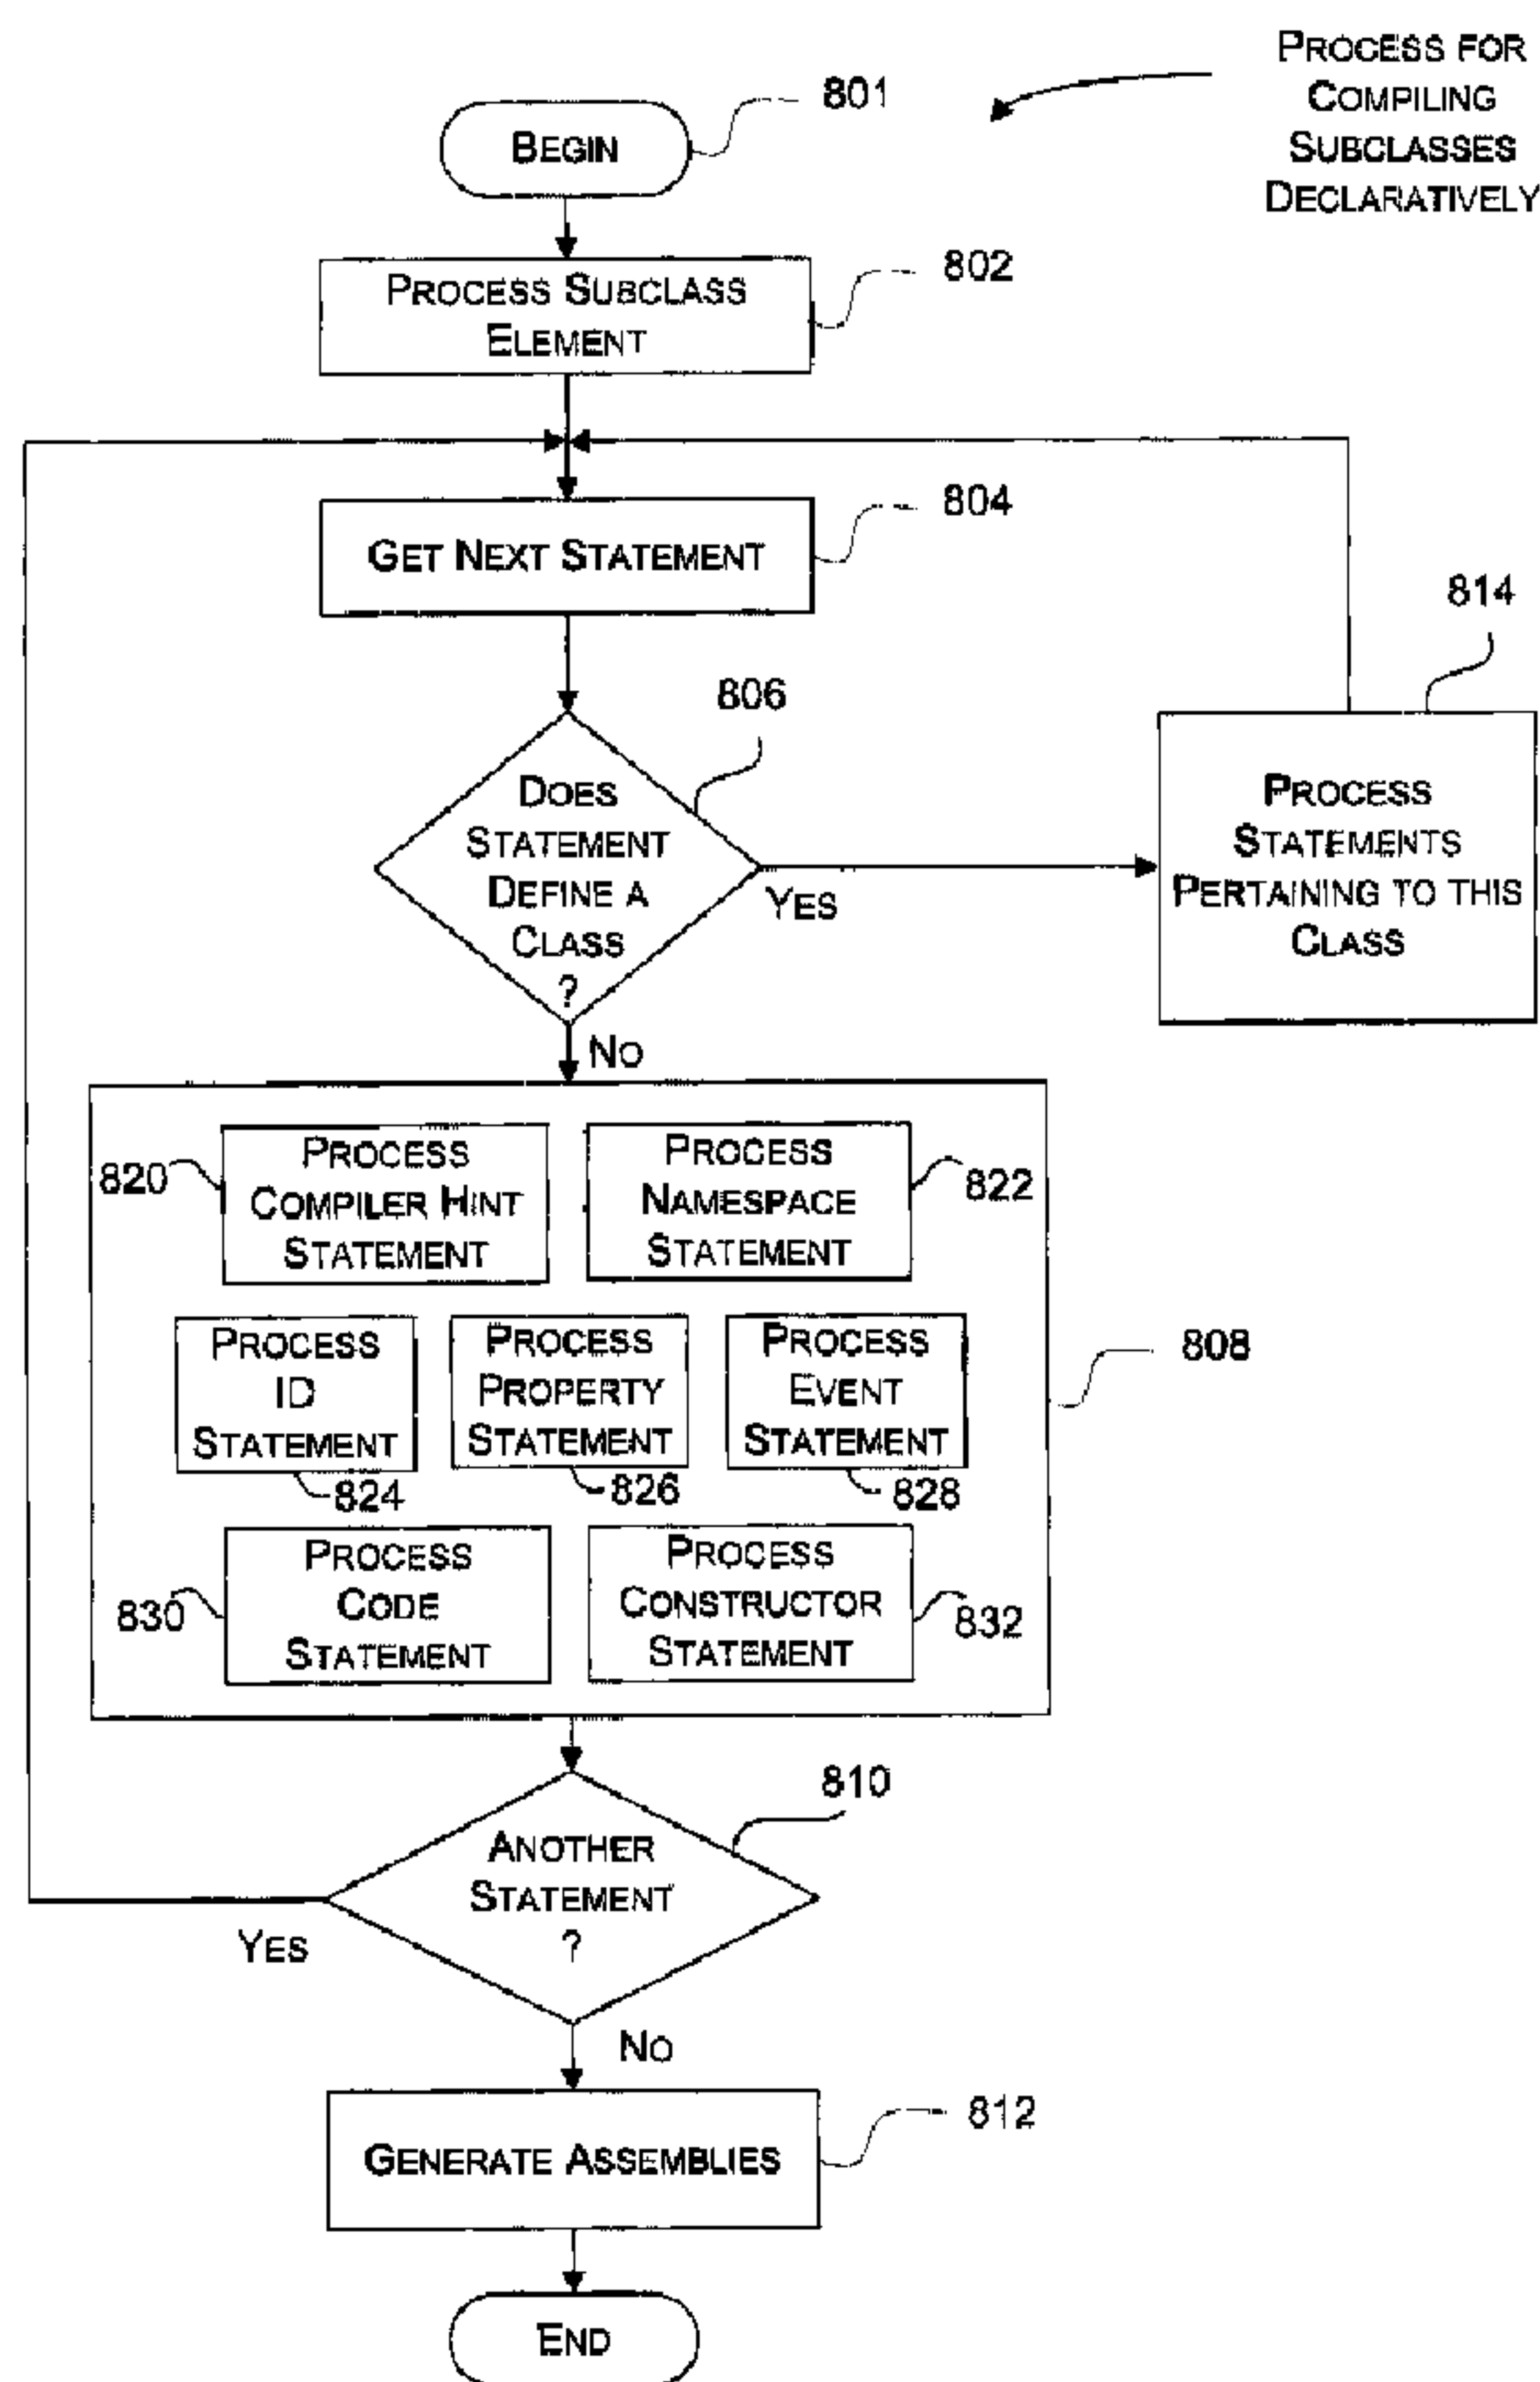 PROCESS FOR
COMPILING
SUBCLASSES
DECLARATIVELY
801
BEGIN
802
PROCESS SUBCLASS
ELEMENT
804
GET NEXT STATEMENT
814
806
DOES
STATEMENT
DEFINE A
CLASS
?
YES
PROCESS
STATEMENTS
PERTAINING TO THIS
CLASS
NO
820
PROCESS
COMPILER HINT
STATEMENT
PROCESS
NAMESPACE
STATEMENT
822
PROCESS
ID
STATEMENT
824
PROCESS
PROPERTY
STATEMENT
826
PROCESS
EVENT
STATEMENT
828
808
830
PROCESS
CODE
STATEMENT
PROCESS
CONSTRUCTOR
STATEMENT
832
810
ANOTHER
STATEMENT
?
YES
NO
812
GENERATE ASSEMBLIES
END